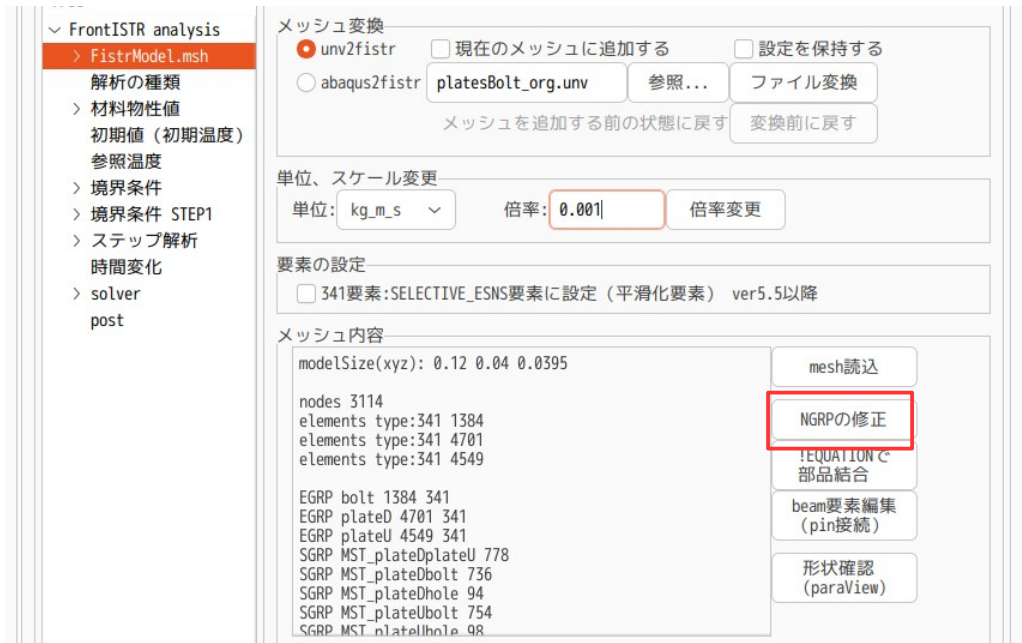 FrontISTR analysis
FistrModel.msh
解析の種類
材料物性値
初期値（初期温度）
参照温度
境界条件
境界条件 STEP1
ステップ解析
時間変化
solver
post
メッシュ変換
unv2fistr 現在のメッシュに追加する 設定を保持する
abaqus2fistr platesBolt_org.unv 参照... ファイル変換
メッシュを追加する前の状態に戻す 変換前に戻す
単位、スケール変更
単位: kg_m_s 倍率: 0.001 倍率変更
要素の設定
341要素:SELECTIVE_ESNS要素に設定（平滑化要素） ver5.5以降
メッシュ内容
modelSize(xyz): 0.12 0.04 0.0395
nodes 3114
elements type:341 1384
elements type:341 4701
elements type:341 4549
EGRP bolt 1384 341
EGRP plateD 4701 341
EGRP plateU 4549 341
SGRP MST_plateDplateU 778
SGRP MST_plateDbolt 736
SGRP MST_plateDhole 94
SGRP MST_plateUbolt 754
SGRP MST_plateUhole 98
mesh読込
NGRPの修正
!EQUATIONで
部品結合
beam要素編集
(pin接続)
形状確認
(paraView)